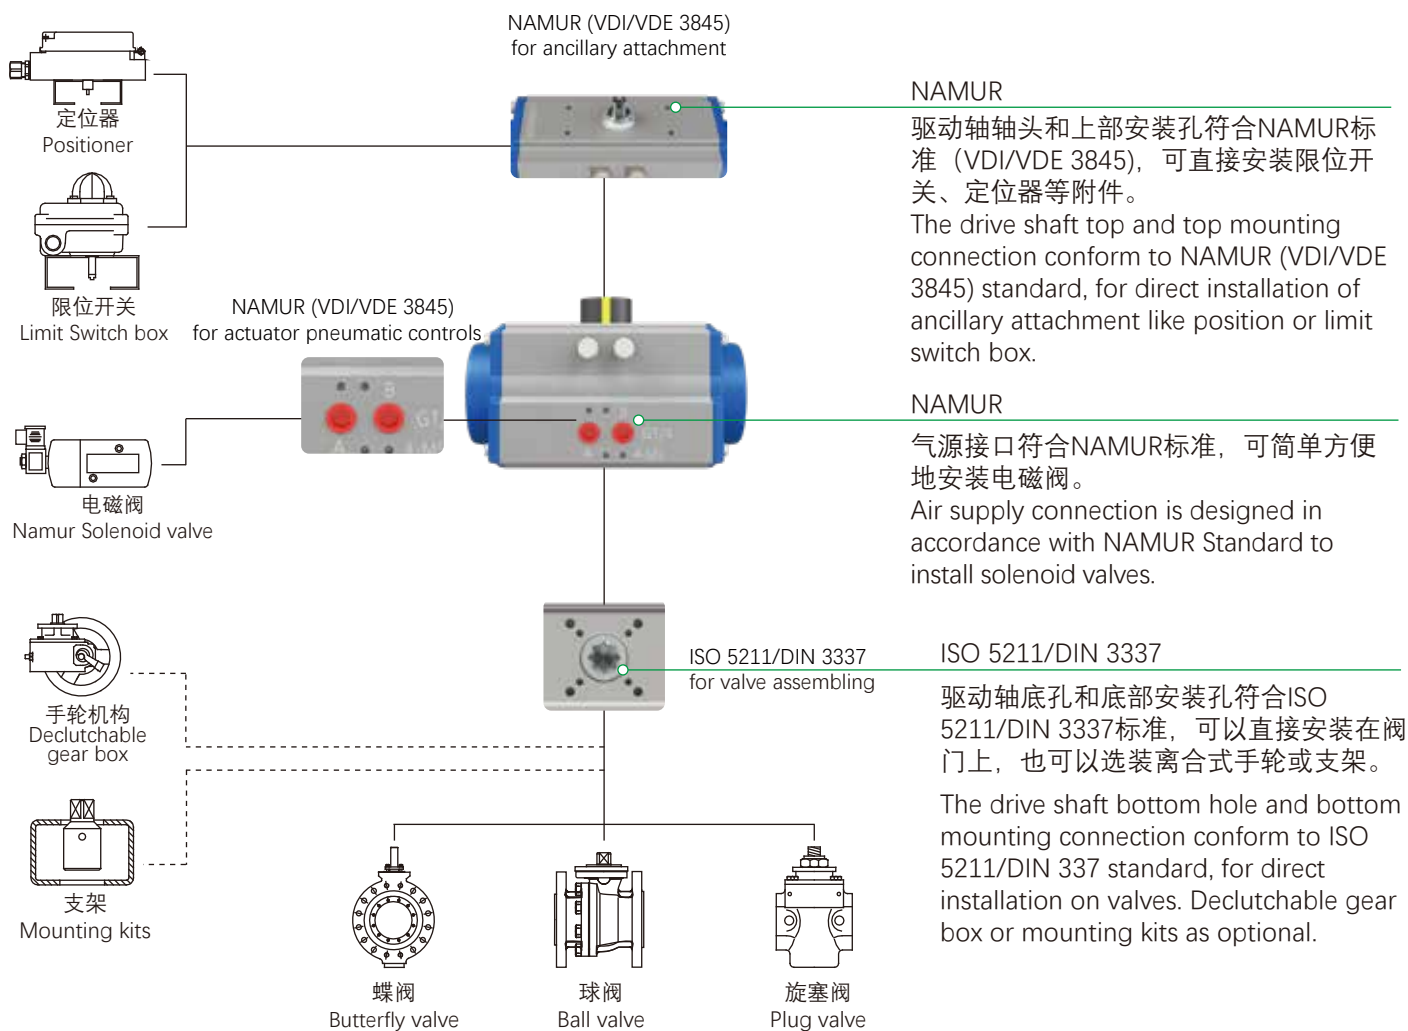 NAMUR (VDI/VDE 3845)
for ancillary attachment
定位器
Positioner
限位开关
Limit Switch box
NAMUR (VDI/VDE 3845)
for actuator pneumatic controls
B
G1
A
B
G1/4
A
电磁阀
Namur Solenoid valve
手轮机构
Declutchable
gear box
支架
Mounting kits
ISO 5211/DIN 3337
for valve assembling
蝶阀
Butterfly valve
球阀
Ball valve
旋塞阀
Plug valve
NAMUR
驱动轴轴头和上部安装孔符合NAMUR标
准（VDI/VDE 3845)，可直接安装限位开
关、定位器等附件。
The drive shaft top and top mounting
connection conform to NAMUR (VDI/VDE
3845) standard, for direct installation of
ancillary attachment like position or limit
switch box.
NAMUR
气源接口符合NAMUR标准，可简单方便
地安装电磁阀。
Air supply connection is designed in
accordance with NAMUR Standard to
install solenoid valves.
ISO 5211/DIN 3337
驱动轴底孔和底部安装孔符合ISO
5211/DIN 3337标准，可以直接安装在阀
门上，也可以选装离合式手轮或支架。
The drive shaft bottom hole and bottom
mounting connection conform to ISO
5211/DIN 337 standard, for direct
installation on valves. Declutchable gear
box or mounting kits as optional.